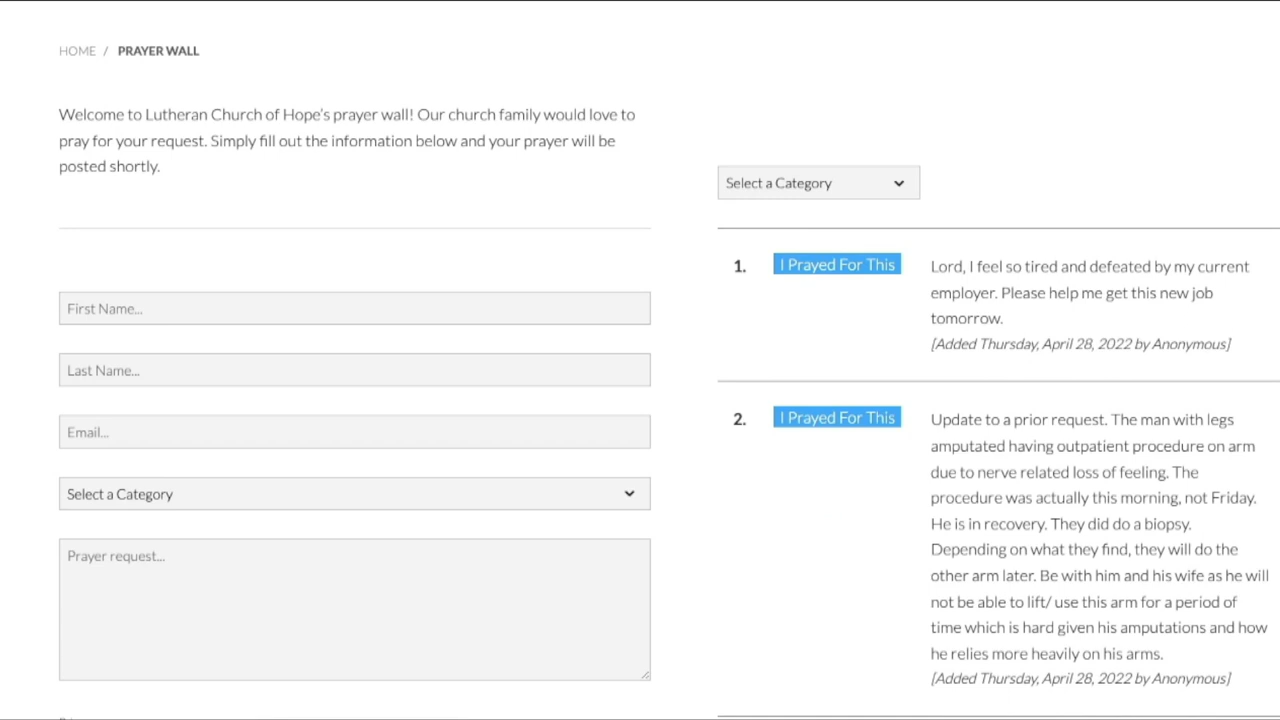 HOME / PRAYER WALL
Welcome to Lutheran Church of Hope's prayer wall! Our church family would love to
pray for your request. Simply fill out the information below and your prayer will be
posted shortly.
First Name...
Last Name...
Email...
Select a Category
Prayer request...
Select a Category
1. I Prayed For This Lord, I feel so tired and defeated by my current
employer. Please help me get this new job
tomorrow.
[Added Thursday, April 28, 2022 by Anonymous]
2. I Prayed For This Update to a prior request. The man with legs
amputated having outpatient procedure on arm
due to nerve related loss of feeling. The
procedure was actually this morning, not Friday.
He is in recovery. They did do a biopsy.
Depending on what they find, they will do the
other arm later. Be with him and his wife as he will
not be able to lift/ use this arm for a period of
time which is hard given his amputations and how
he relies more heavily on his arms.
[Added Thursday, April 28, 2022 by Anonymous]